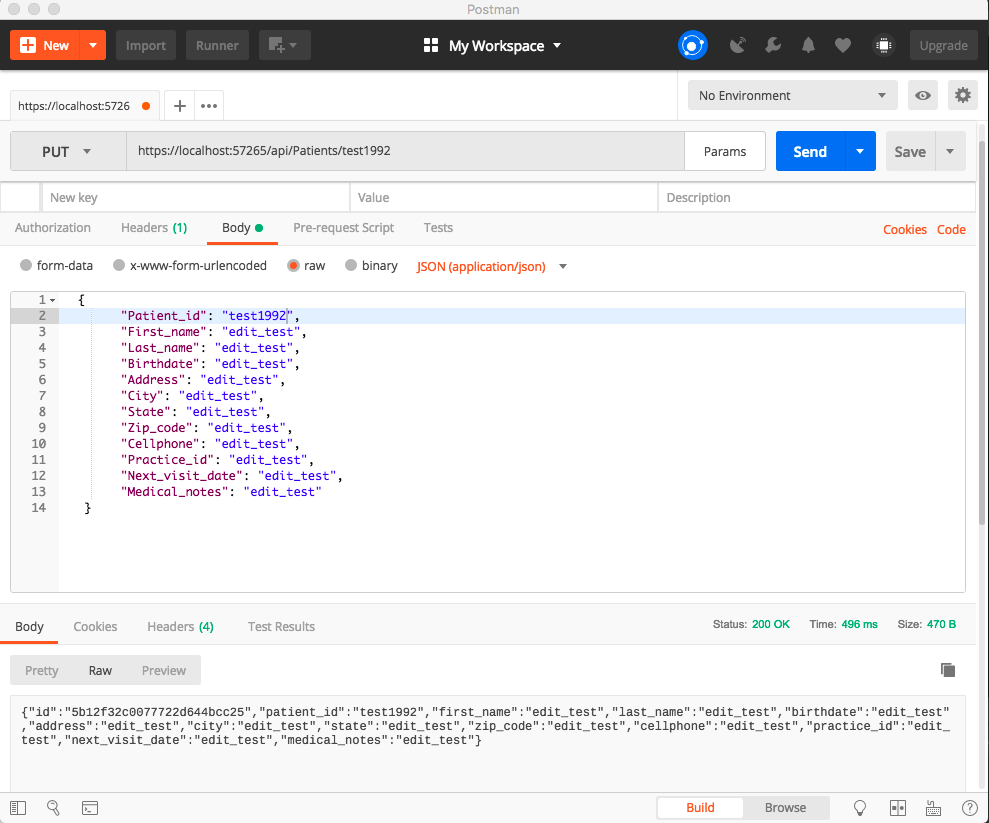 Postman
New Import Runner My Workspace Upgrade
https://localhost:5726 No Environment
PUT https://localhost:57265/api/Patients/test1992 Params Send Save
New key Value Description
Authorization Headers (1) Body Pre-request Script Tests Cookies Code
form-data x-www-form-urlencoded raw binary JSON (application/json)
1 {
2 "Patient_id": "test1992",
3 "First_name": "edit_test",
4 "Last_name": "edit_test",
5 "Birthdate": "edit_test",
6 "Address": "edit_test",
7 "City": "edit_test",
8 "State": "edit_test",
9 "Zip_code": "edit_test",
10 "Cellphone": "edit_test",
11 "Practice_id": "edit_test",
12 "Next_visit_date": "edit_test",
13 "Medical_notes": "edit_test"
14 }
Body Cookies Headers (4) Test Results Status: 200 OK Time: 496 ms Size: 470 B
Pretty Raw Preview
{"id":"5b12f32c0077722d644bcc25","patient_id":"test1992","first_name":"edit_test","last_name":"edit_test","birthdate":"edit_test"
,"address":"edit_test","city":"edit_test","state":"edit_test","zip_code":"edit_test","cellphone":"edit_test","practice_id":"edit_
test","next_visit_date":"edit_test","medical_notes":"edit_test"}
Build Browse